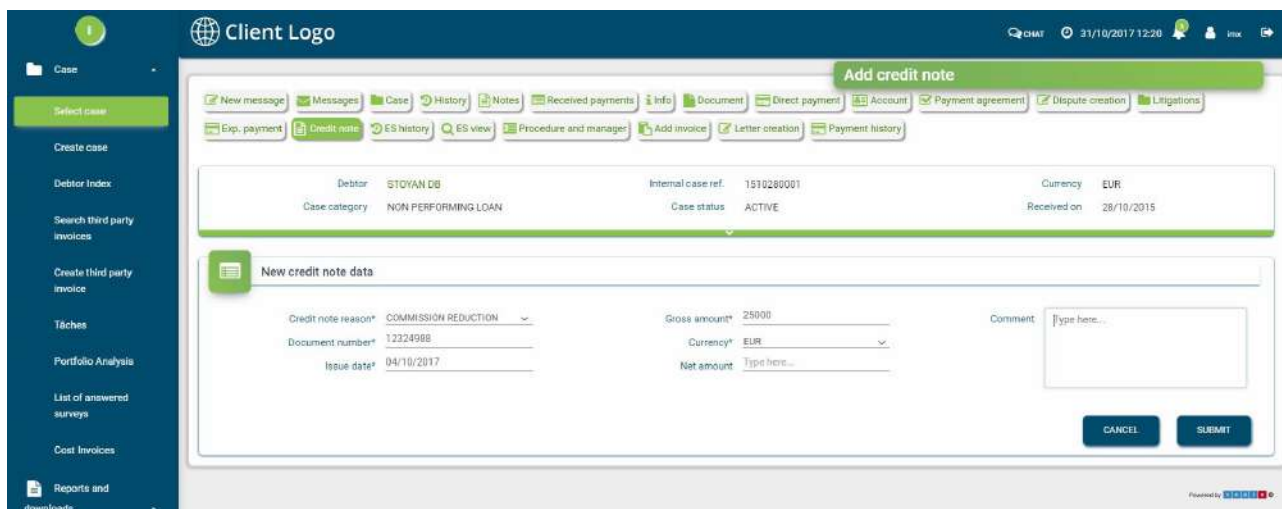 Client Logo
CHAT 31/10/2017 12:20 imx
Case
Add credit note
Select case
New message Messages Case History Notes Received payments Info Document Direct payment Account Payment agreement Dispute creation Litigations
Exp. payment Credit note ES history ES view Procedure and manager Add invoice Letter creation Payment history
Create case
Debtor Index
Search third party
invoices
Create third party
invoice
Tâches
Portfolio Analysis
List of answered
surveys
Cost Invoices
Reports and
downloads
Debtor STOYAN DB Internal case ref. 1510280001 Currency EUR
Case category NON PERFORMING LOAN Case status ACTIVE Received on 28/10/2015
New credit note data
Credit note reason* COMMISSION REDUCTION Gross amount* 25000 Comment Type here...
Document number* 12324988 Currency* EUR
Issue date* 04/10/2017 Net amount Type here...
CANCEL SUBMIT
Powered by